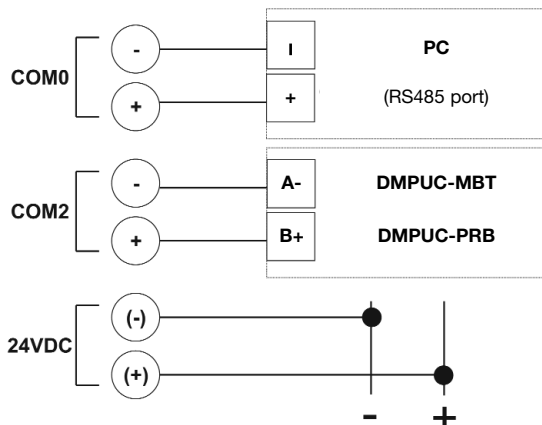 - I PC
COM0
+ + (RS485 port)
- A- DMPUC-MBT
COM2
+ B+ DMPUC-PRB
(-)
24VDC
(+)
- +